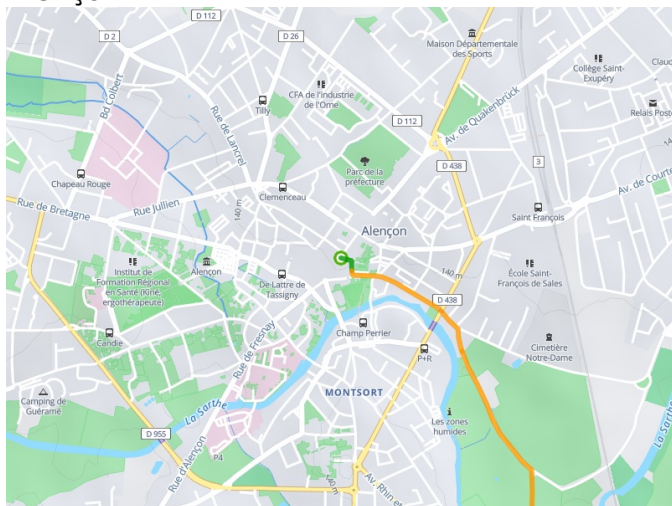 D 112
D 2
D 26
Maison Départementale
des Sports
Collège Saint-
Exupéry
CFA de l'industrie
de l'Orne
Tilly
Bd Colbert
Rue de Lancrel
D 112
Av. de Quakenbrück
Relais Poste
3
Parc de la
préfecture
D 438
Chapeau Rouge
Clemenceau
Av. de Courte
Rue de Bretagne
Rue Jullien
140 m
Saint François
Alençon
Institut de
Formation Régional
en Santé (Kiné,
ergothérapeute)
Alençon
De Lattre de
Tassigny
140 m
École Saint-
François de Sales
D 438
Candie
Rue de Fresnay
Champ Perrier
P+R
Cimetière
Notre-Dame
Camping de
Guéramé
MONTSORT
La Sarthe
Les zones
humides
La Sarthe
D 955
P4
Rue d'Alençon
140 m
Av. Rhin et